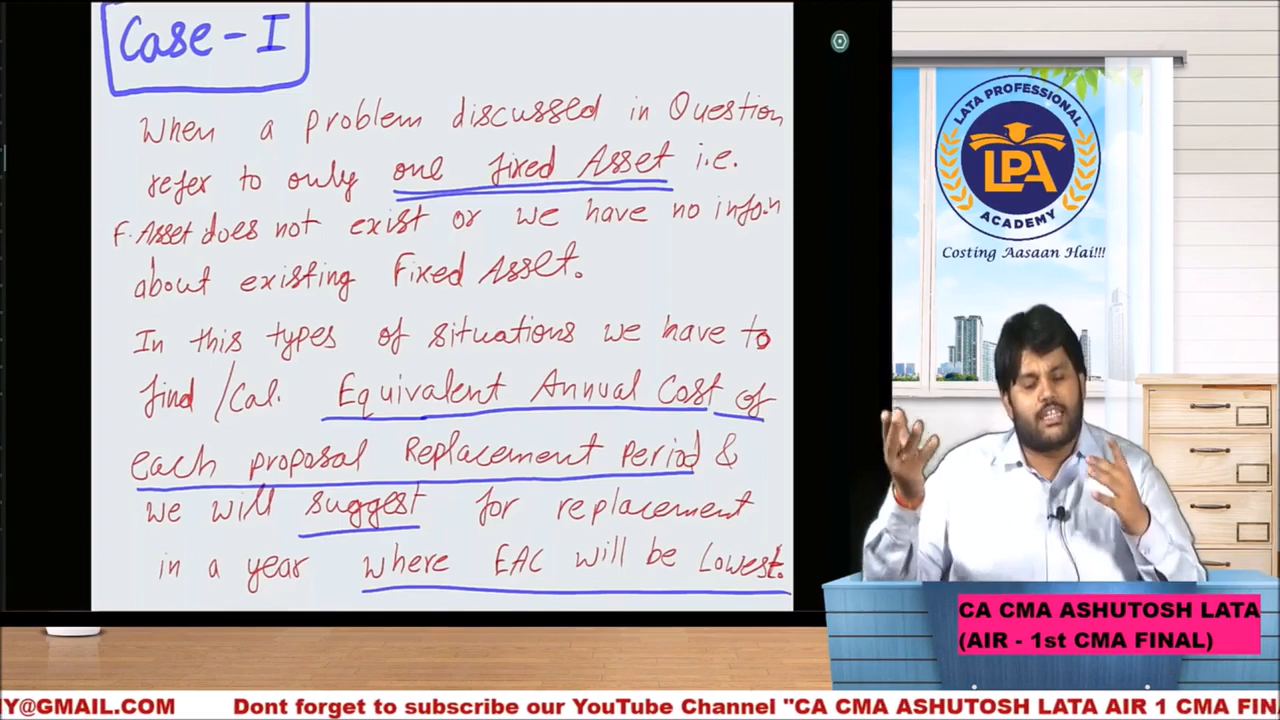 Case - I
When a problem discussed in Question
refer to only one fixed Asset i.e.
F. Asset does not exist or we have no info.n
about existing Fixed Asset.
In this types of situations we have to
find / Cal. Equivalent Annual Cost of
each proposal Replacement Period &
we will suggest for replacement
in a year where EAC will be Lowest.
LATA PROFESSIONAL
LPA
ACADEMY
Costing Aasaan Hai!!!
CA CMA ASHUTOSH LATA
(AIR - 1st CMA FINAL)
Y@GMAIL.COM Dont forget to subscribe our YouTube Channel "CA CMA ASHUTOSH LATA AIR 1 CMA FIN